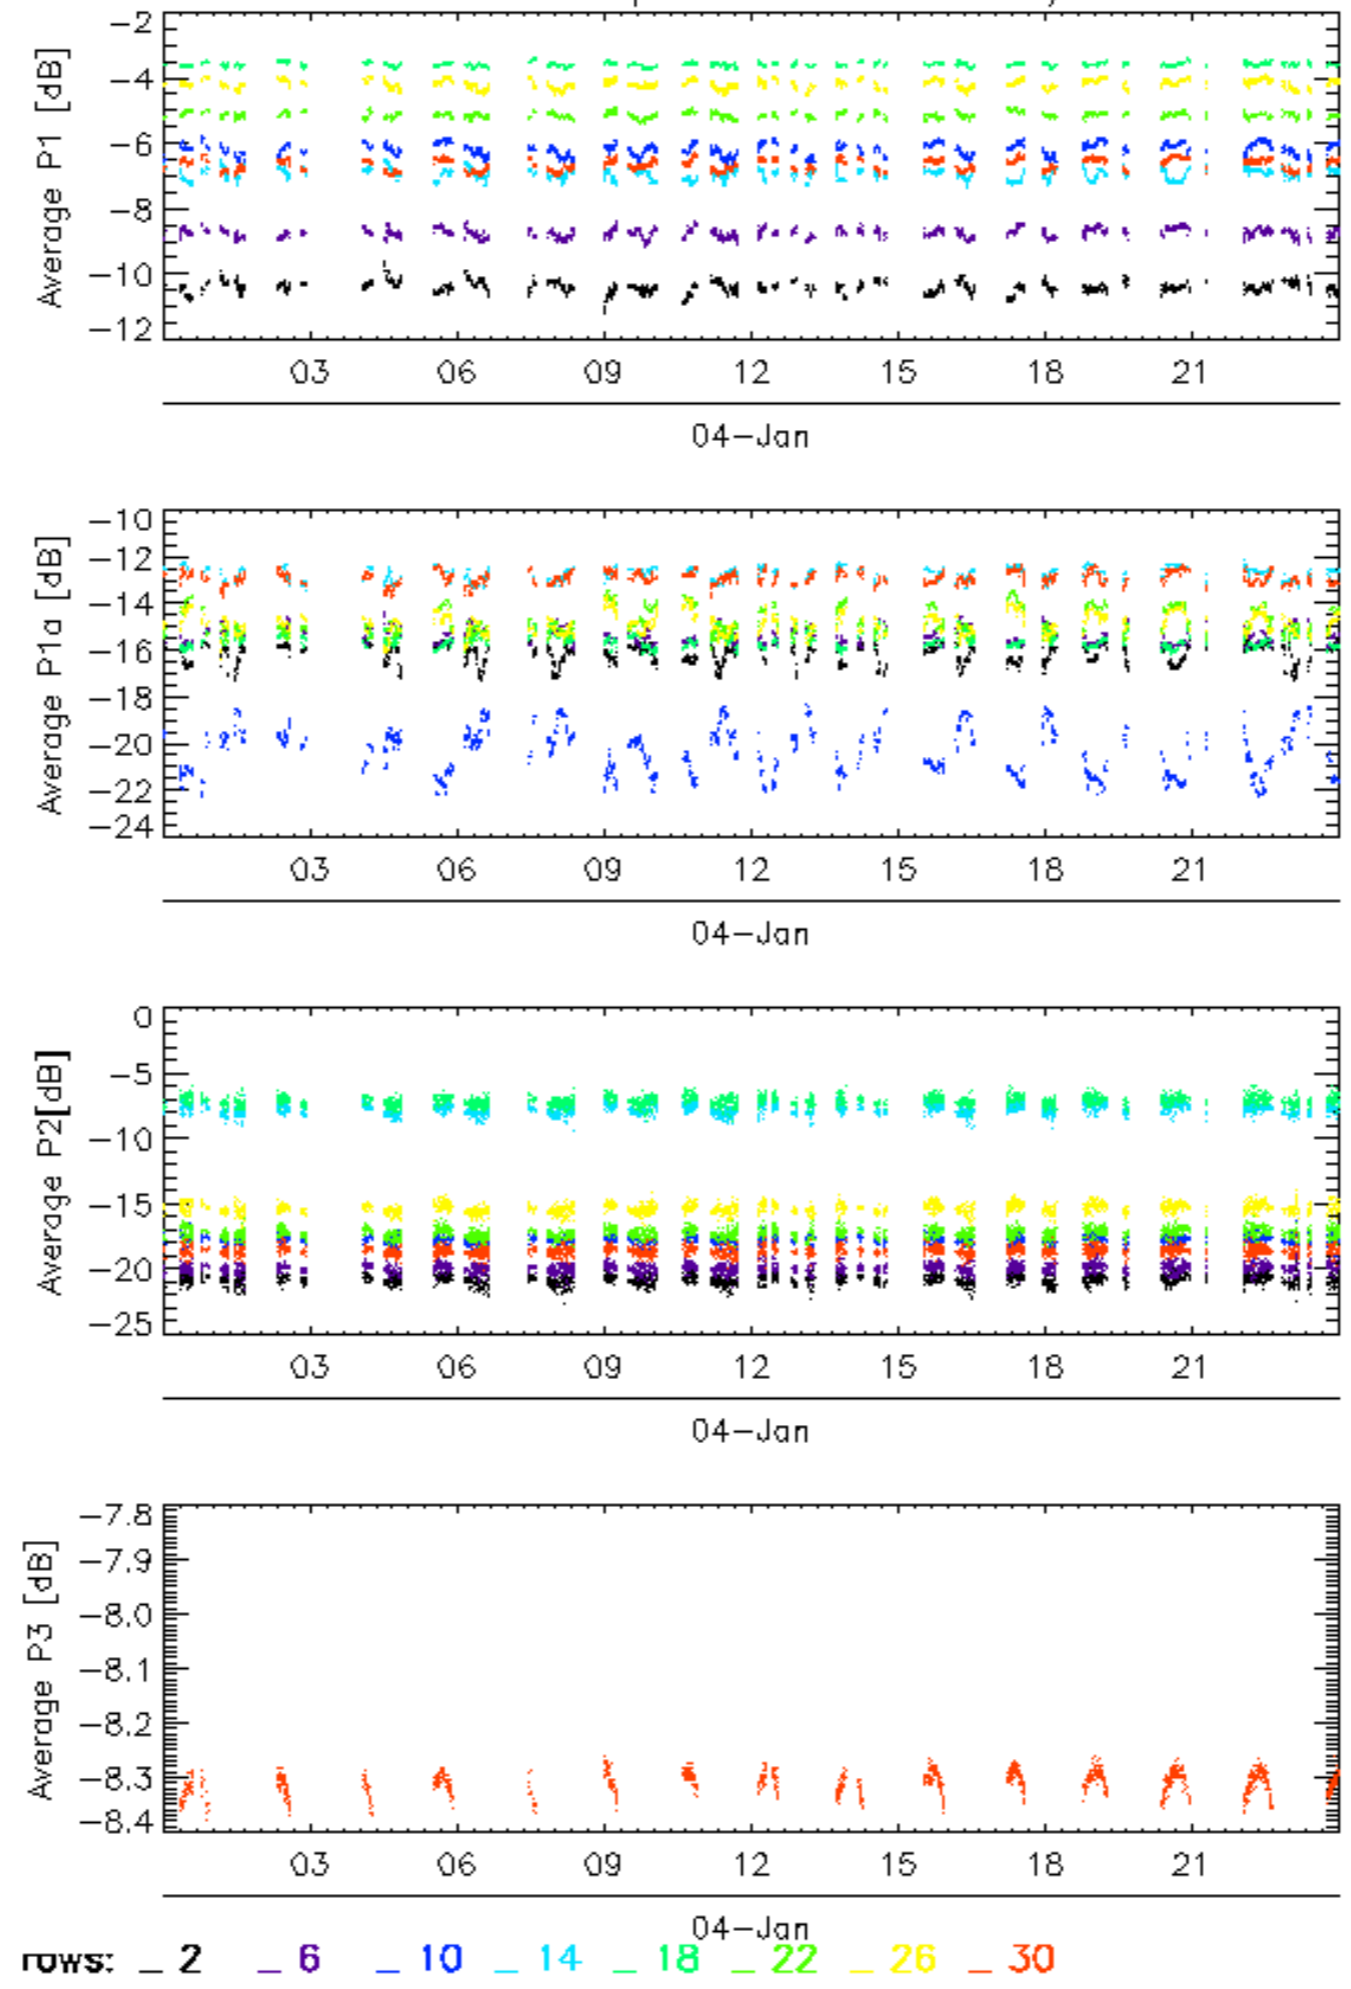 Average P1 [dB]
−2
−4
−6
−8
−10
−12
03 06 09 12 15 18 21
04−Jan
Average P1a [dB]
−10
−12
−14
−16
−18
−20
−22
−24
03 06 09 12 15 18 21
04−Jan
Average P2[dB]
0
−5
−10
−15
−20
−25
03 06 09 12 15 18 21
04−Jan
Average P3 [dB]
−7.8
−7.9
−8.0
−8.1
−8.2
−8.3
−8.4
03 06 09 12 15 18 21
04−Jan
rows: _ 2 _ 6 _ 10 _ 14 _ 18 _ 22 _ 26 _ 30